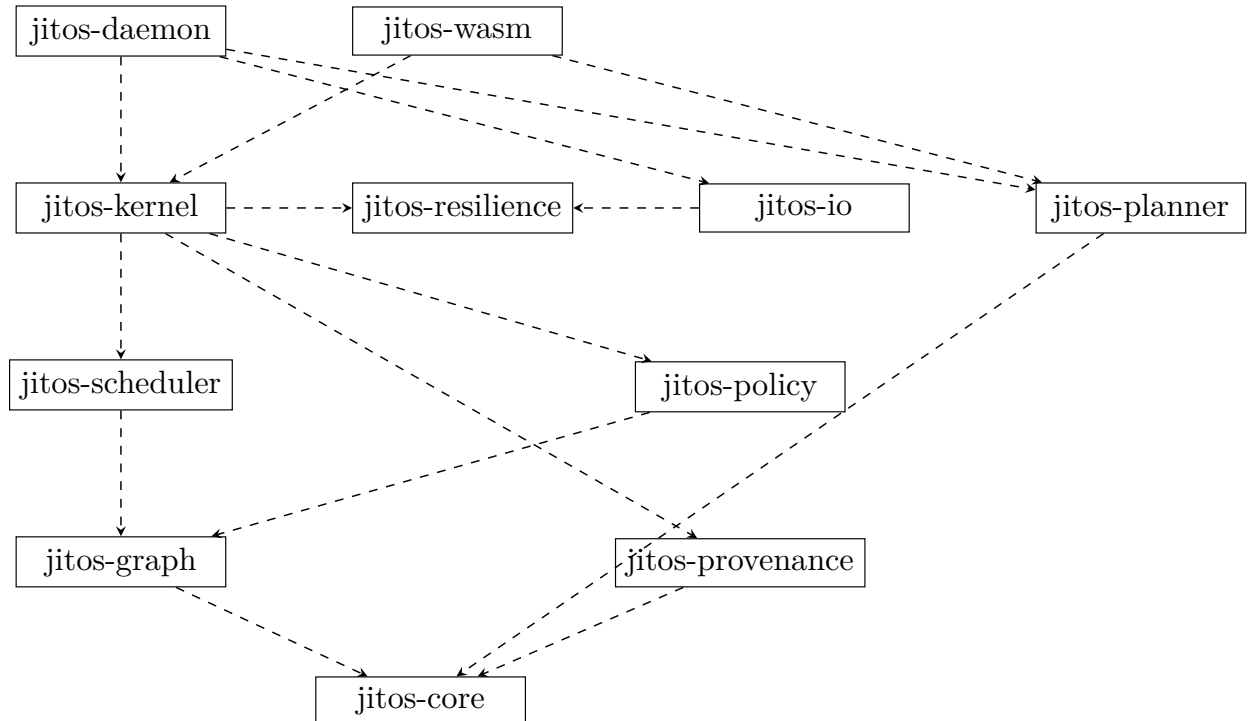 jitos-daemon
jitos-wasm
jitos-kernel
jitos-resilience
jitos-io
jitos-planner
jitos-scheduler
jitos-policy
jitos-graph
jitos-provenance
jitos-core